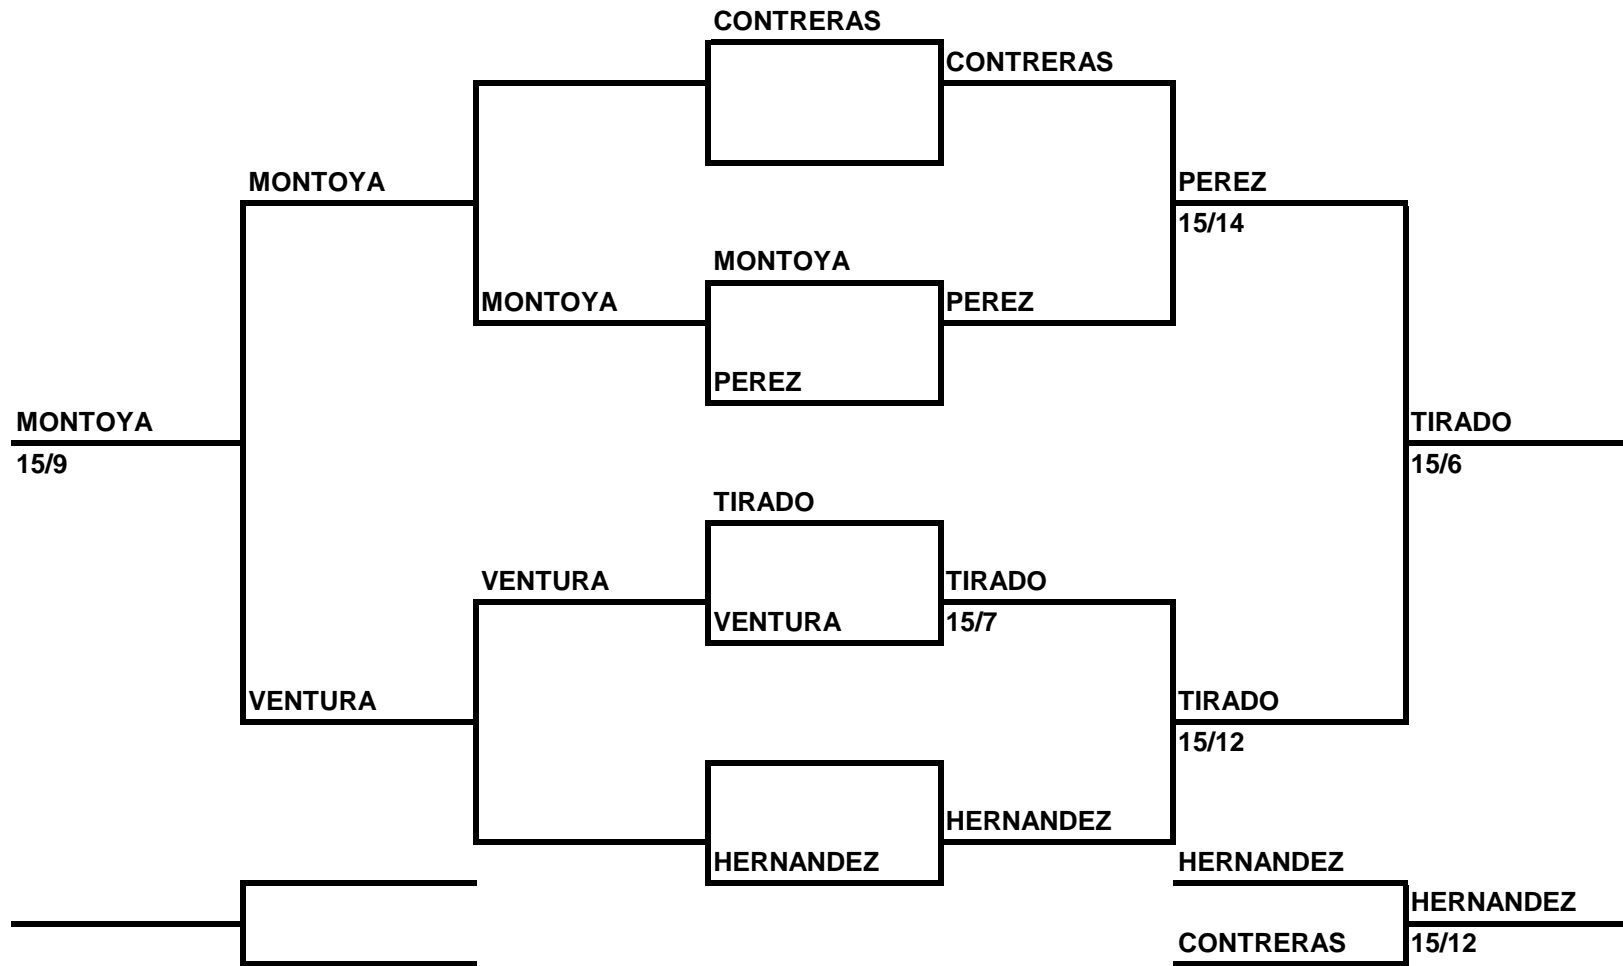 CONTRERAS
CONTRERAS
MONTOYA
PEREZ
15/14
MONTOYA
MONTOYA
PEREZ
PEREZ
MONTOYA
TIRADO
15/9
15/6
TIRADO
VENTURA
TIRADO
VENTURA
15/7
VENTURA
TIRADO
15/12
HERNANDEZ
HERNANDEZ
HERNANDEZ
HERNANDEZ
CONTRERAS
15/12